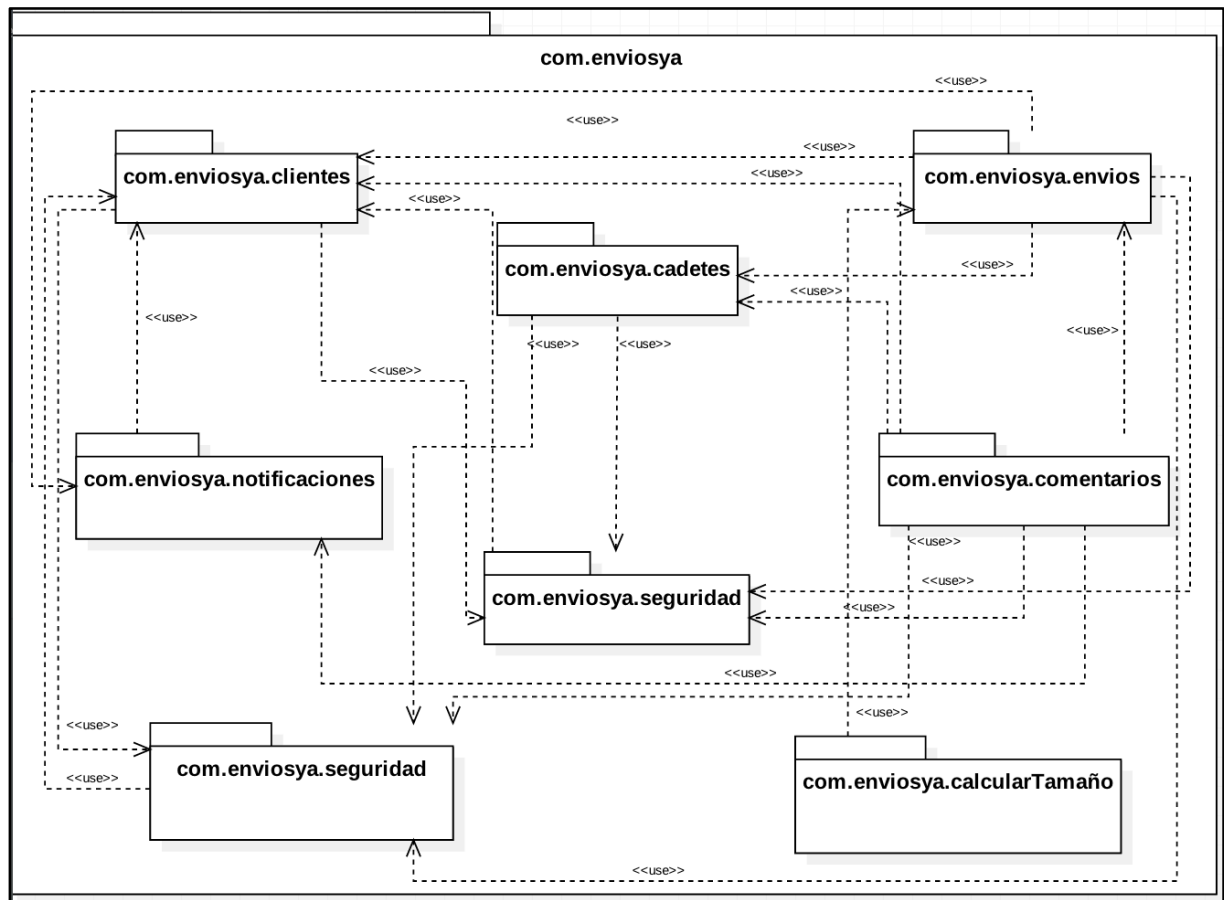 com.enviosya
<<use>>
<<use>>
<<use>>
com.enviosya.clientes
<<use>>
com.enviosya.envios
<<use>>
com.enviosya.cadetes
<<use>>
<<use>>
<<use>>
<<use>>
<<use>>
<<use>>
<<use>>
<<use>>
com.enviosya.notificaciones
com.enviosya.comentarios
<<use>>
<<use>>
com.enviosya.seguridad
<<use>>
<<use>>
<<use>>
<<use>>
com.enviosya.seguridad
<<use>>
com.enviosya.calcularTamaño
<<use>>